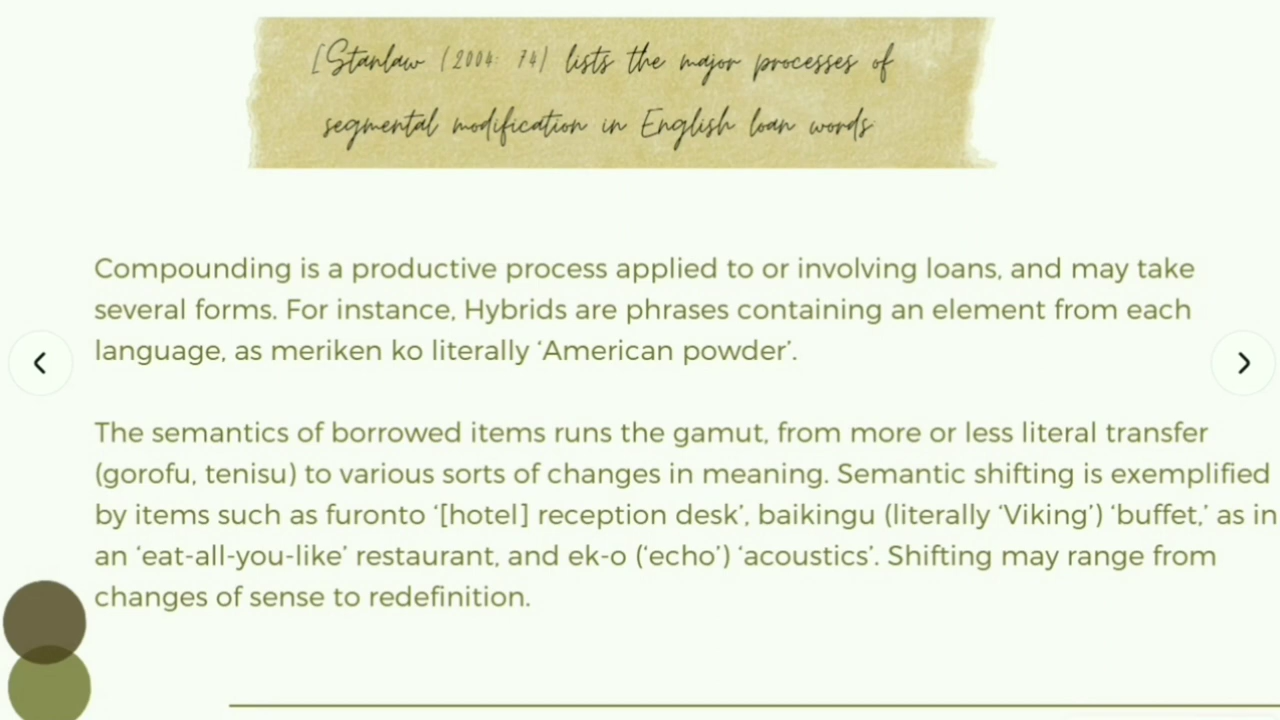 [Stanlaw (2004: 74) lists the major processes of
segmental modification in English loan words:
Compounding is a productive process applied to or involving loans, and may take
several forms. For instance, Hybrids are phrases containing an element from each
language, as meriken ko literally ‘American powder’.
The semantics of borrowed items runs the gamut, from more or less literal transfer
(gorofu, tenisu) to various sorts of changes in meaning. Semantic shifting is exemplified
by items such as furonto ‘[hotel] reception desk’, baikingu (literally ‘Viking’) ‘buffet,’ as in
an ‘eat-all-you-like’ restaurant, and ek-o (‘echo’) ‘acoustics’. Shifting may range from
changes of sense to redefinition.